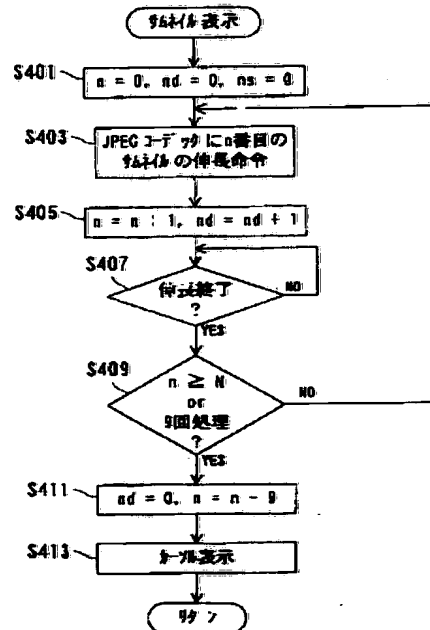 サムネイル表示
S401
n = 0, nd = 0, ns = 0
S403
JPEG コーデックにn番目の
サムネイルの伸長命令
S405
n = n + 1, nd = nd + 1
S407
伸長終了
?
NO
YES
S409
n ≧ N
or
9回処理
?
NO
YES
S411
nd = 0, n = n - 9
S413
カーソル表示
リターン